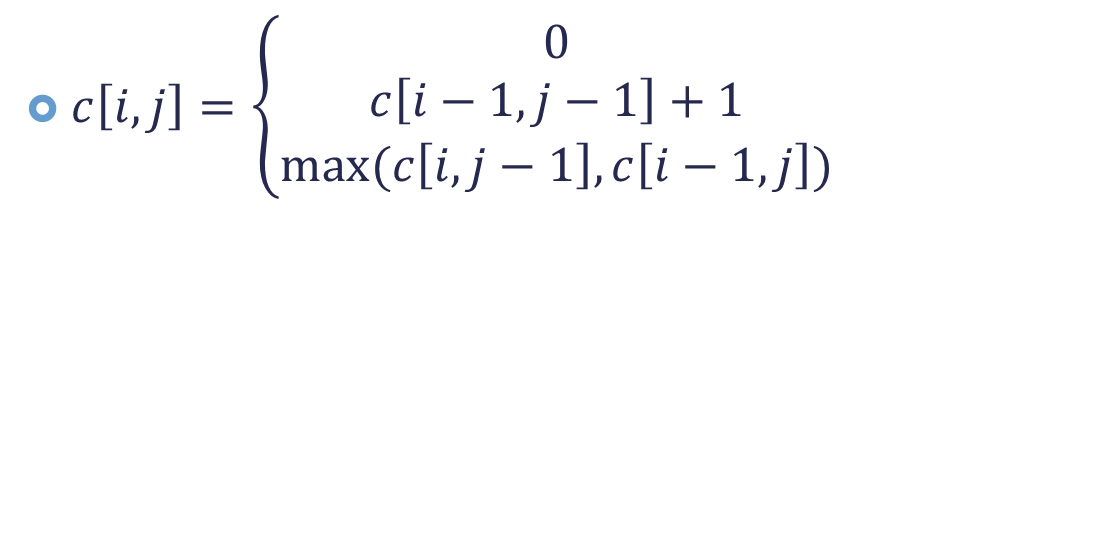 c[i, j] = { 0
c[i − 1, j − 1] + 1
max(c[i, j − 1], c[i − 1, j])